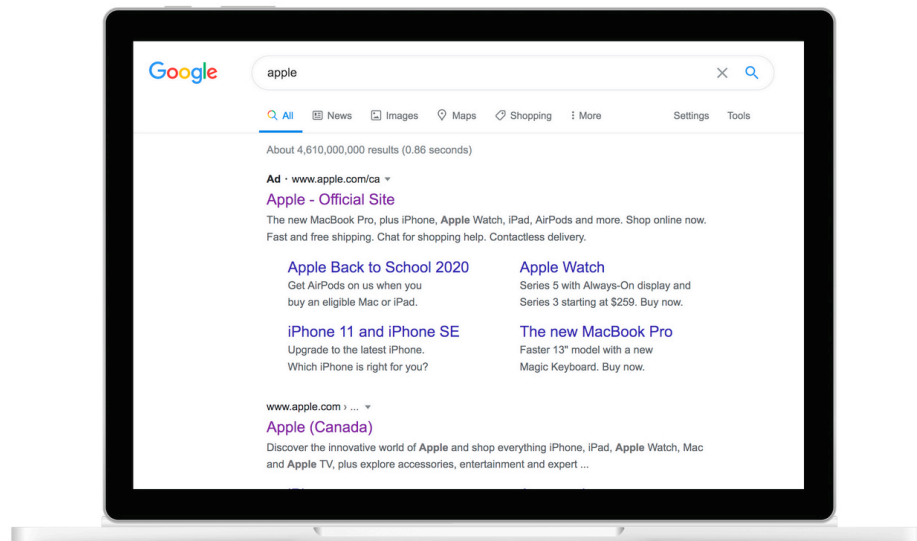 Google
apple
All News Images Maps Shopping More Settings Tools
About 4,610,000,000 results (0.86 seconds)
Ad · www.apple.com/ca
Apple - Official Site
The new MacBook Pro, plus iPhone, Apple Watch, iPad, AirPods and more. Shop online now.
Fast and free shipping. Chat for shopping help. Contactless delivery.
Apple Back to School 2020
Get AirPods on us when you
buy an eligible Mac or iPad.
Apple Watch
Series 5 with Always-On display and
Series 3 starting at $259. Buy now.
iPhone 11 and iPhone SE
Upgrade to the latest iPhone.
Which iPhone is right for you?
The new MacBook Pro
Faster 13" model with a new
Magic Keyboard. Buy now.
www.apple.com › ...
Apple (Canada)
Discover the innovative world of Apple and shop everything iPhone, iPad, Apple Watch, Mac
and Apple TV, plus explore accessories, entertainment and expert ...